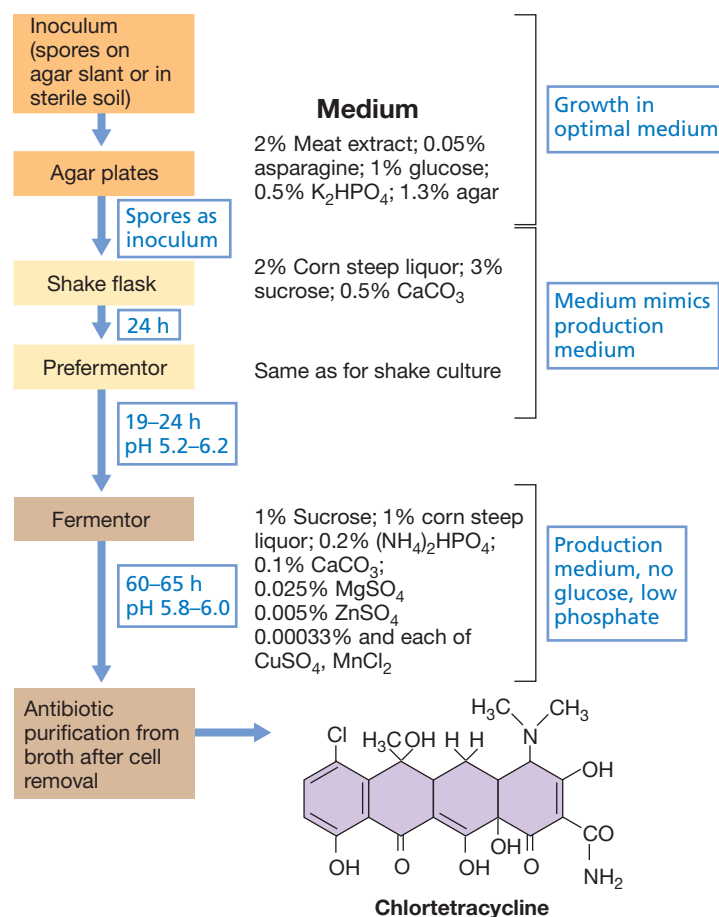 Inoculum
(spores on
agar slant or in
sterile soil)
Medium
Growth in
optimal medium
Agar plates
2% Meat extract; 0.05%
asparagine; 1% glucose;
0.5% K₂HPO₄; 1.3% agar
Spores as
inoculum
Shake flask
2% Corn steep liquor; 3%
sucrose; 0.5% CaCO₃
24 h
Medium mimics
production
medium
Prefermentor
Same as for shake culture
19–24 h
pH 5.2–6.2
Fermentor
1% Sucrose; 1% corn steep
liquor; 0.2% (NH₄)₂HPO₄;
0.1% CaCO₃;
0.025% MgSO₄
0.005% ZnSO₄
0.00033% and each of
CuSO₄, MnCl₂
Production
medium, no
glucose, low
phosphate
60–65 h
pH 5.8–6.0
Antibiotic
purification from
broth after cell
removal
H₃C CH₃
N
Cl H₃COH H H
OH
OH O OH OH O
CO
NH₂
Chlortetracycline